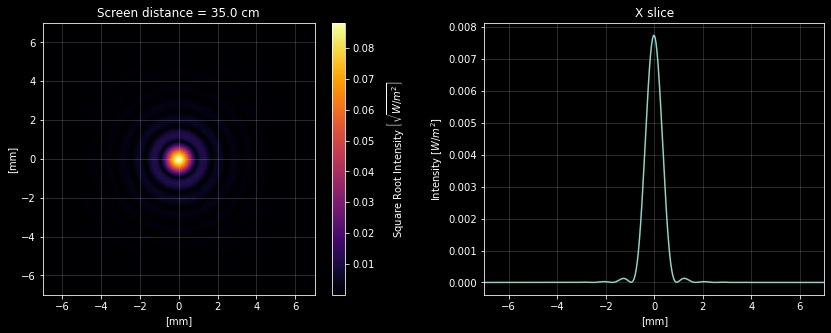 Screen distance = 35.0 cm
6
4
2
0
−2
−4
−6
[mm]
−6 −4 −2 0 2 4 6
[mm]
0.08
0.07
0.06
0.05
0.04
0.03
0.02
0.01
Square Root Intensity [√W/m²]
X slice
0.008
0.007
0.006
0.005
0.004
0.003
0.002
0.001
0.000
Intensity [W/m²]
−6 −4 −2 0 2 4 6
[mm]